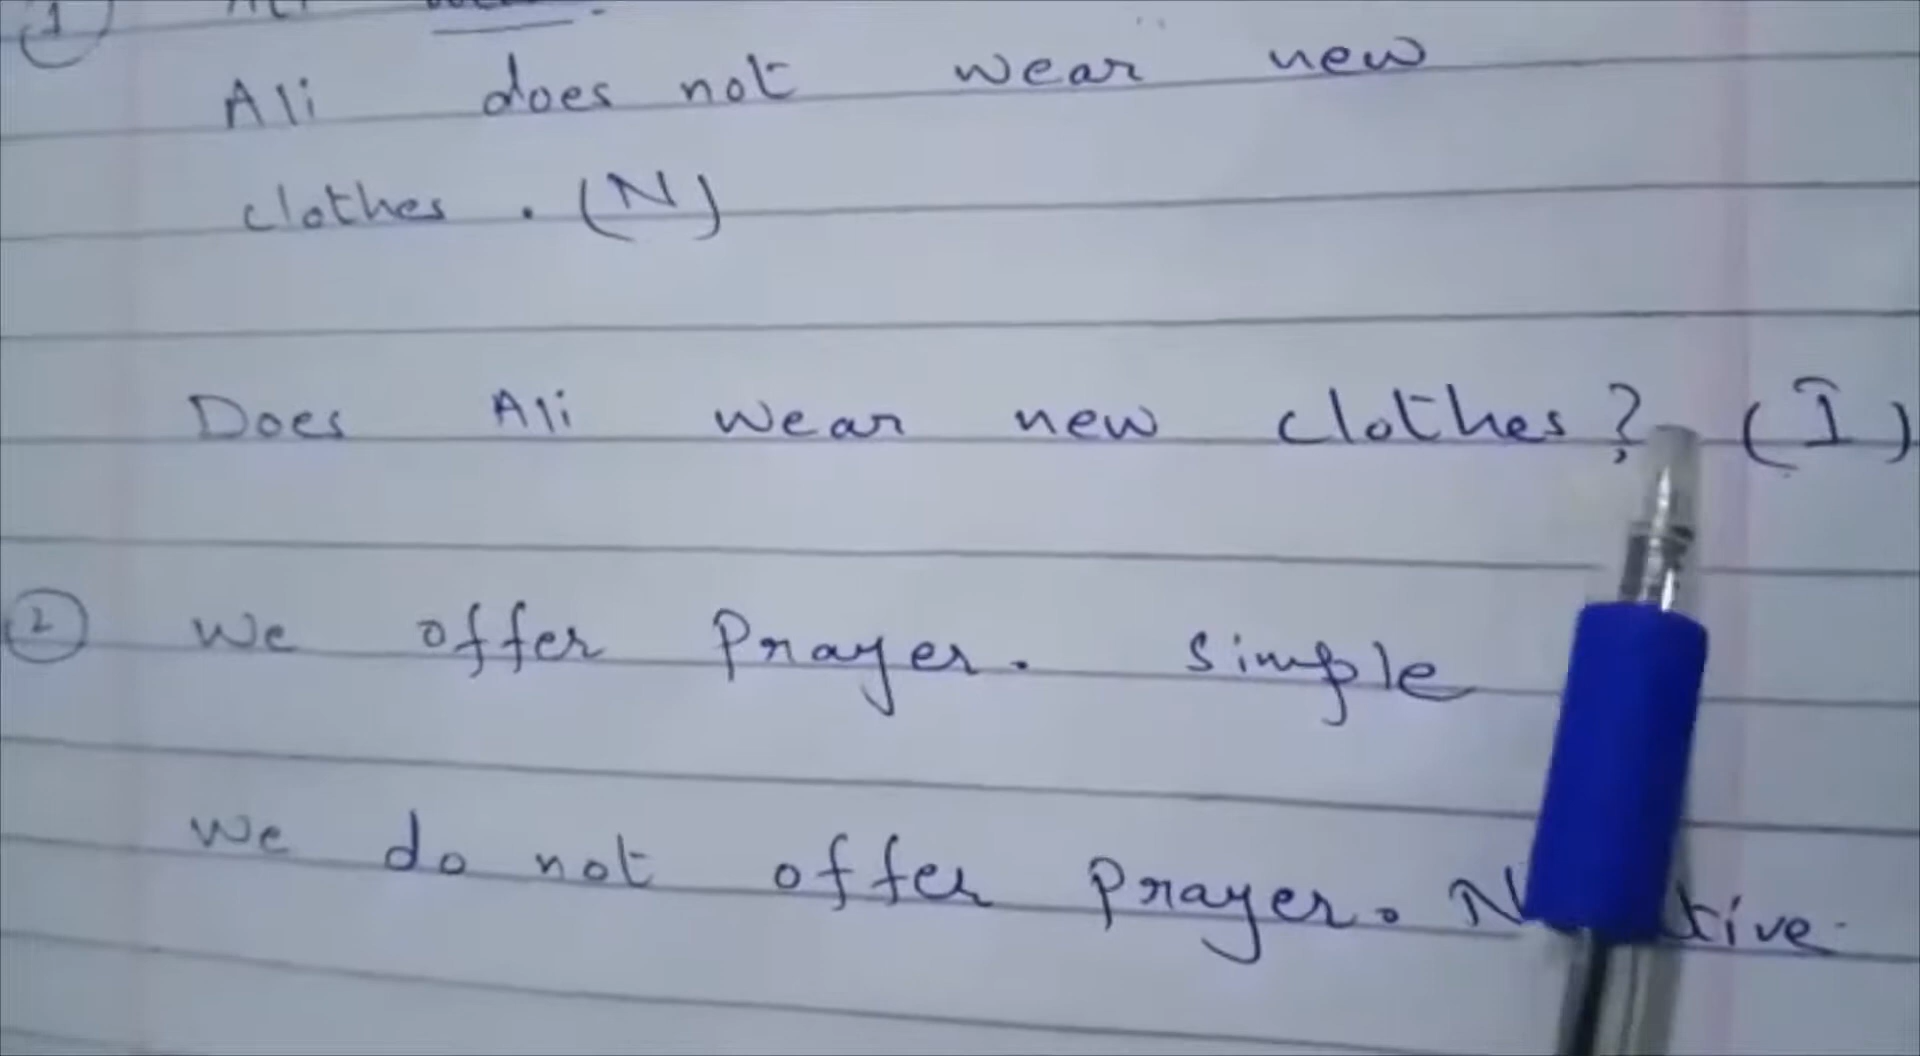 1
Ali does not wear new
clothes. (N)
Does Ali wear new clothes? (I)
2 We offer Prayer. simple
We do not offer Prayer.